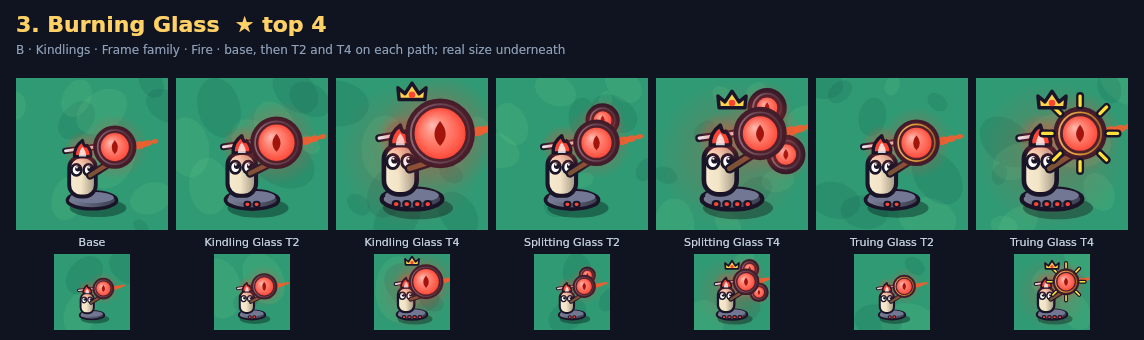 3. Burning Glass ★ top 4
B · Kindlings · Frame family · Fire · base, then T2 and T4 on each path; real size underneath
Base
Kindling Glass T2
Kindling Glass T4
Splitting Glass T2
Splitting Glass T4
Truing Glass T2
Truing Glass T4